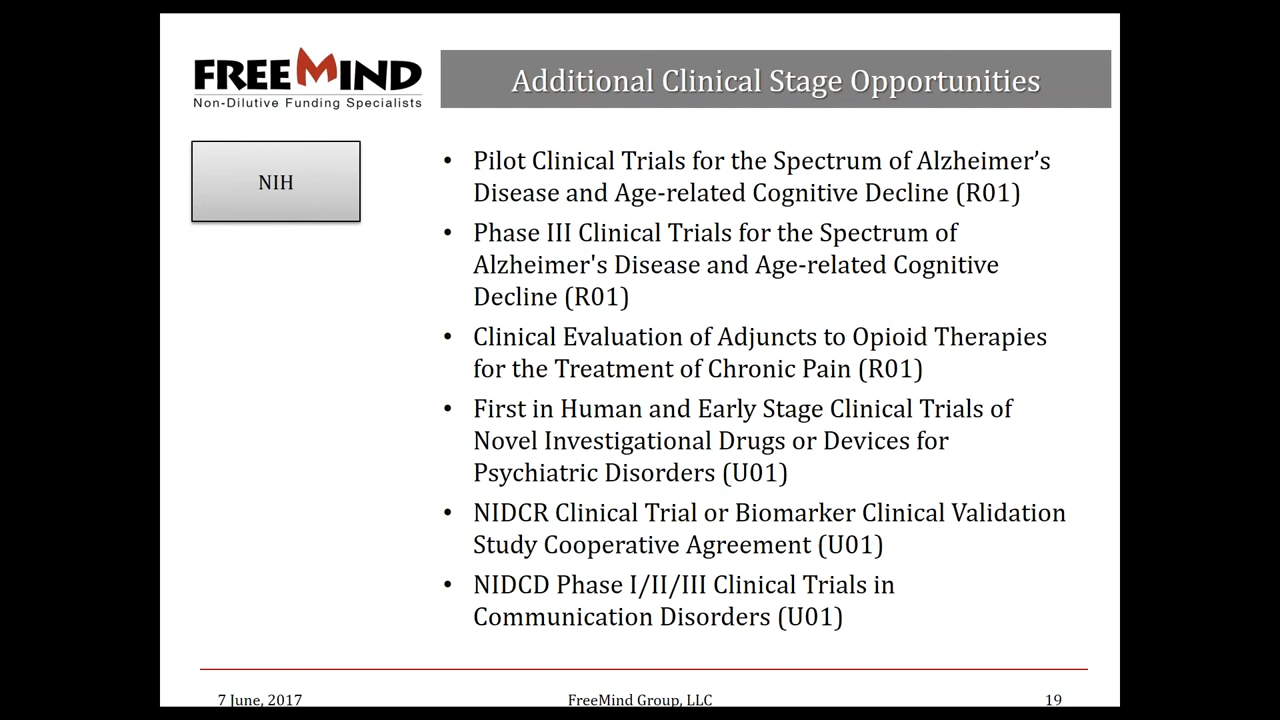 FREEMIND
Non-Dilutive Funding Specialists
Additional Clinical Stage Opportunities
NIH
• Pilot Clinical Trials for the Spectrum of Alzheimer’s
Disease and Age-related Cognitive Decline (R01)
• Phase III Clinical Trials for the Spectrum of
Alzheimer's Disease and Age-related Cognitive
Decline (R01)
• Clinical Evaluation of Adjuncts to Opioid Therapies
for the Treatment of Chronic Pain (R01)
• First in Human and Early Stage Clinical Trials of
Novel Investigational Drugs or Devices for
Psychiatric Disorders (U01)
• NIDCR Clinical Trial or Biomarker Clinical Validation
Study Cooperative Agreement (U01)
• NIDCD Phase I/II/III Clinical Trials in
Communication Disorders (U01)
7 June, 2017
FreeMind Group, LLC
19